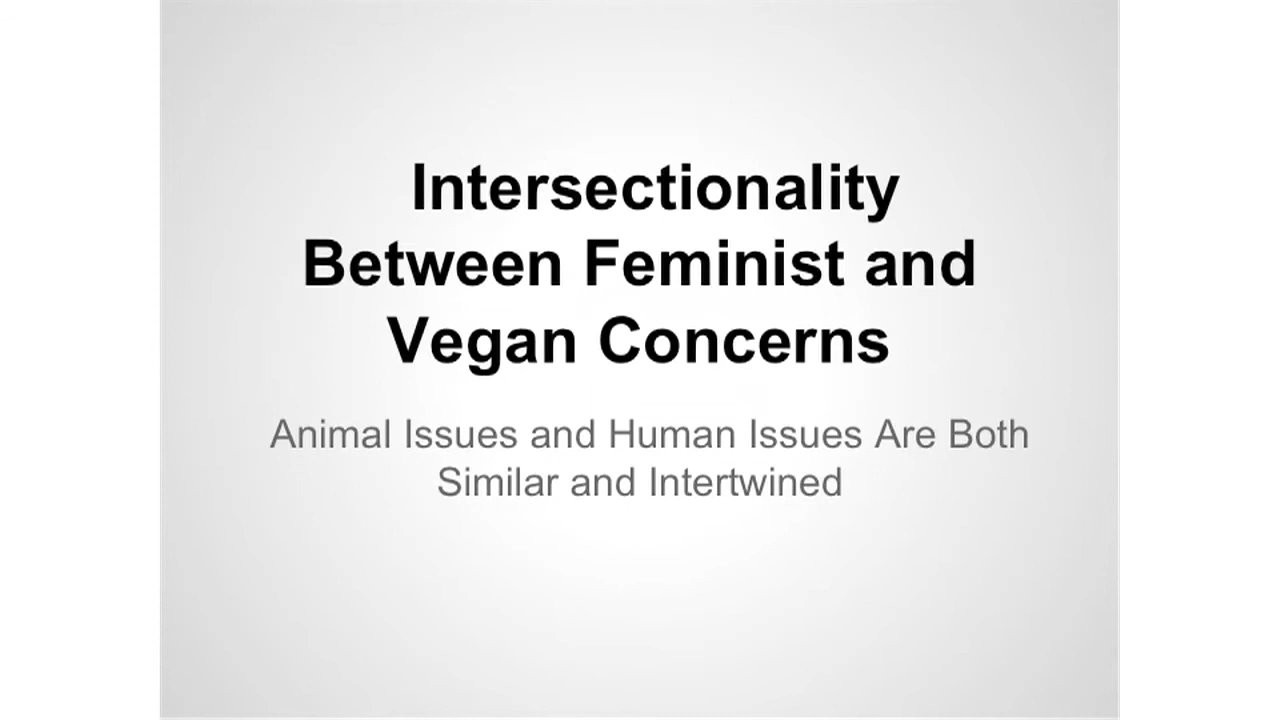 Intersectionality
Between Feminist and
Vegan Concerns
Animal Issues and Human Issues Are Both
Similar and Intertwined